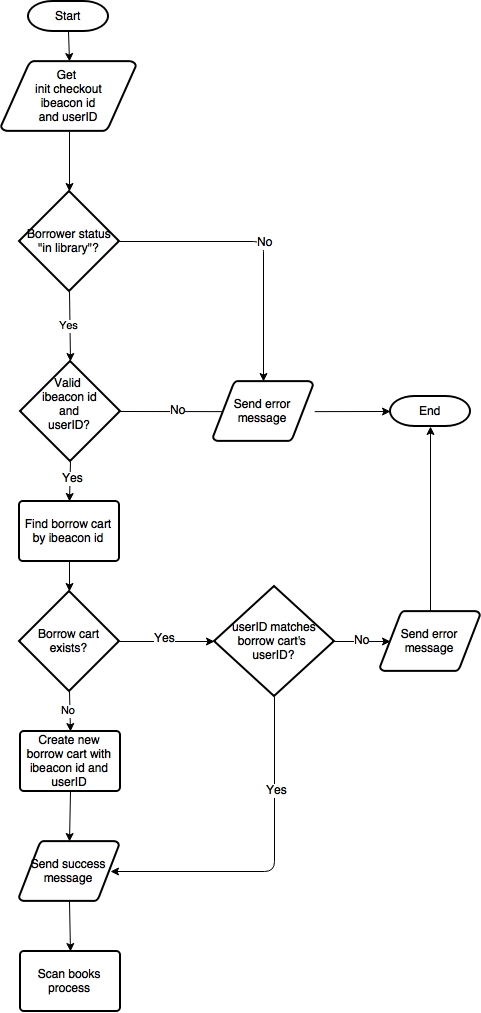 Start
Get
init checkout
ibeacon id
and userID
Borrower status
"in library"?
No
Yes
Valid
ibeacon id
and
userID?
No
Send error
message
End
Yes
Find borrow cart
by ibeacon id
Borrow cart
exists?
Yes
userID matches
borrow cart's
userID?
No
Send error
message
No
Create new
borrow cart with
ibeacon id and
userID
Yes
Send success
message
Scan books
process